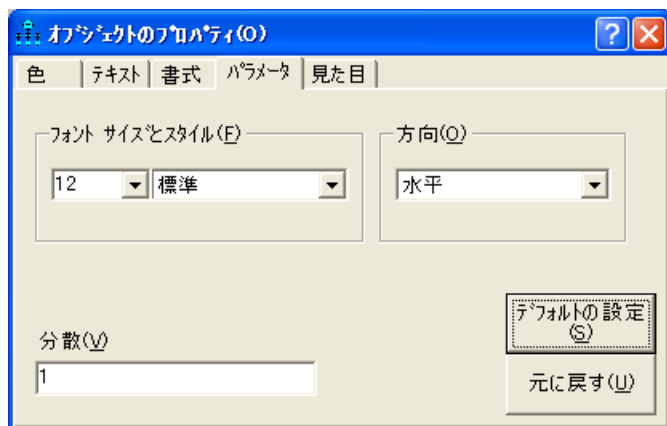 ｵﾌﾞｼﾞｪｸﾄのﾌﾟﾛﾊﾟﾃｨ(O)
色 テキスト 書式 ﾊﾟﾗﾒｰﾀ 見た目
フォント サイズとスタイル(F) 方向(O)
12 標準 水平
ﾃﾞﾌｫﾙﾄの設定
(S)
分散(V)
1 元に戻す(U)